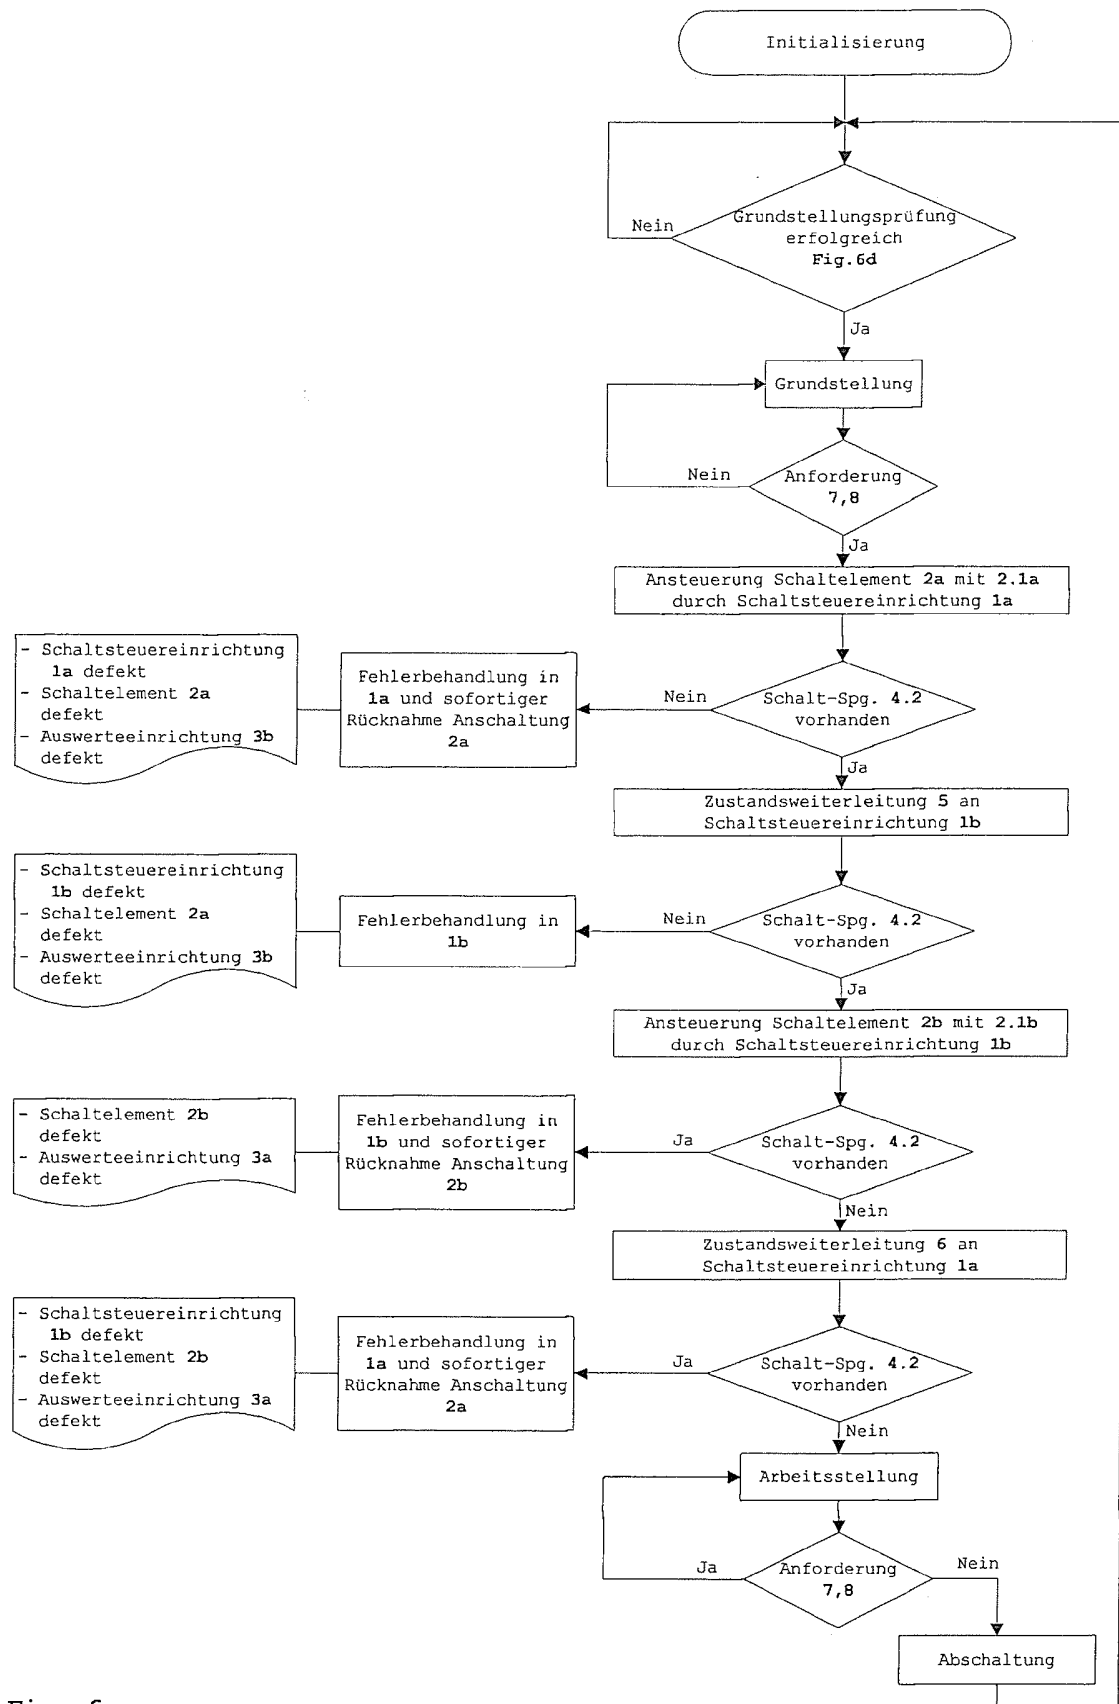 Initialisierung
Nein
Grundstellungsprüfung
erfolgreich
Fig.6d
Ja
Grundstellung
Nein
Anforderung
7,8
Ja
Ansteuerung Schaltelement 2a mit 2.1a
durch Schaltsteuereinrichtung 1a
- Schaltsteuereinrichtung
1a defekt
- Schaltelement 2a
defekt
- Auswerteeinrichtung 3b
defekt
Fehlerbehandlung in
1a und sofortiger
Rücknahme Anschaltung
2a
Nein
Schalt-Spg. 4.2
vorhanden
Ja
Zustandsweiterleitung 5 an
Schaltsteuereinrichtung 1b
- Schaltsteuereinrichtung
1b defekt
- Schaltelement 2a
defekt
- Auswerteeinrichtung 3b
defekt
Fehlerbehandlung in
1b
Nein
Schalt-Spg. 4.2
vorhanden
Ja
Ansteuerung Schaltelement 2b mit 2.1b
durch Schaltsteuereinrichtung 1b
- Schaltelement 2b
defekt
- Auswerteeinrichtung 3a
defekt
Fehlerbehandlung in
1b und sofortiger
Rücknahme Anschaltung
2b
Ja
Schalt-Spg. 4.2
vorhanden
Nein
Zustandsweiterleitung 6 an
Schaltsteuereinrichtung 1a
- Schaltsteuereinrichtung
1b defekt
- Schaltelement 2b
defekt
- Auswerteeinrichtung 3a
defekt
Fehlerbehandlung in
1a und sofortiger
Rücknahme Anschaltung
2a
Ja
Schalt-Spg. 4.2
vorhanden
Nein
Arbeitsstellung
Ja
Anforderung
7,8
Nein
Abschaltung